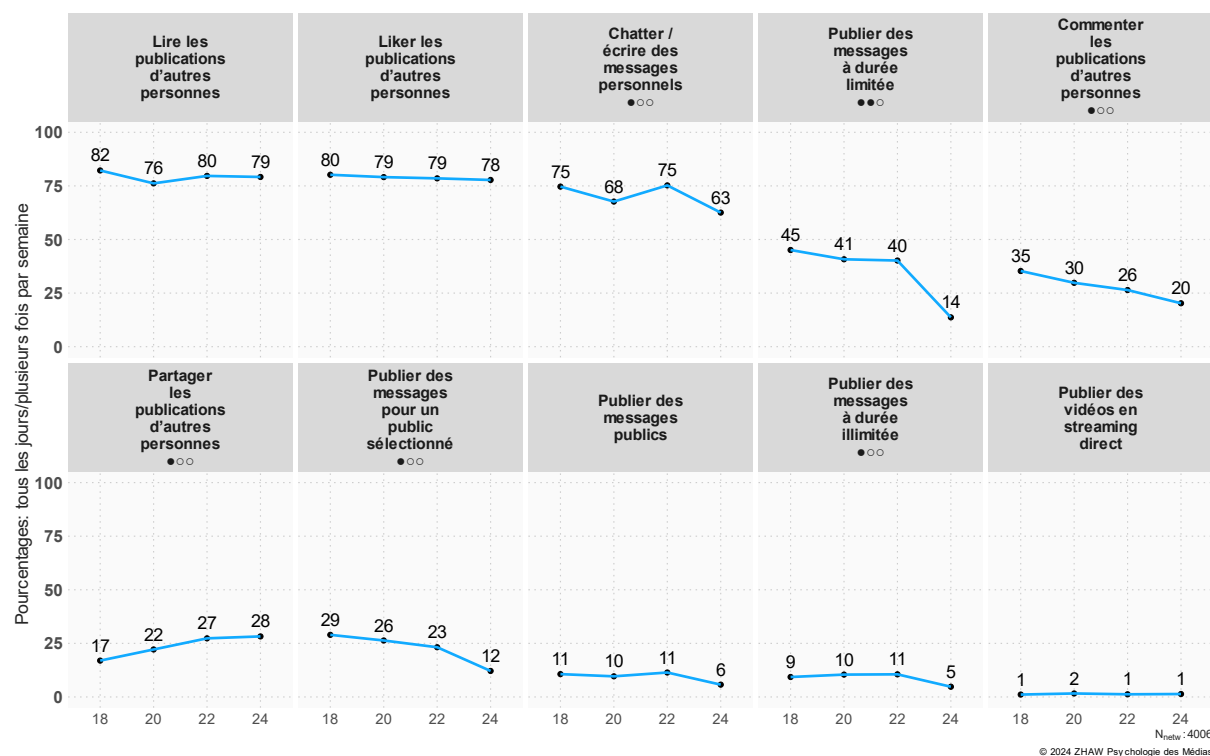 Lire les
publications
d'autres
personnes
Liker les
publications
d'autres
personnes
Chatter /
écrire des
messages
personnels
●○○
Publier des
messages
à durée
limitée
●●○
Commenter
les
publications
d'autres
personnes
●○○
Pourcentages: tous les jours/plusieurs fois par semaine
100
75
50
25
0
82 76 80 79
80 79 79 78
75 68 75 63
45 41 40 14
35 30 26 20
Partager
les
publications
d'autres
personnes
●○○
Publier des
messages
pour un
public
sélectionné
●○○
Publier des
messages
publics
Publier des
messages
à durée
illimitée
●○○
Publier des
vidéos en
streaming
direct
100
75
50
25
0
17 22 27 28
29 26 23 12
11 10 11 6
9 10 11 5
1 2 1 1
18 20 22 24
18 20 22 24
18 20 22 24
18 20 22 24
18 20 22 24
Nnetw : 4006
© 2024 ZHAW Psychologie des Médias